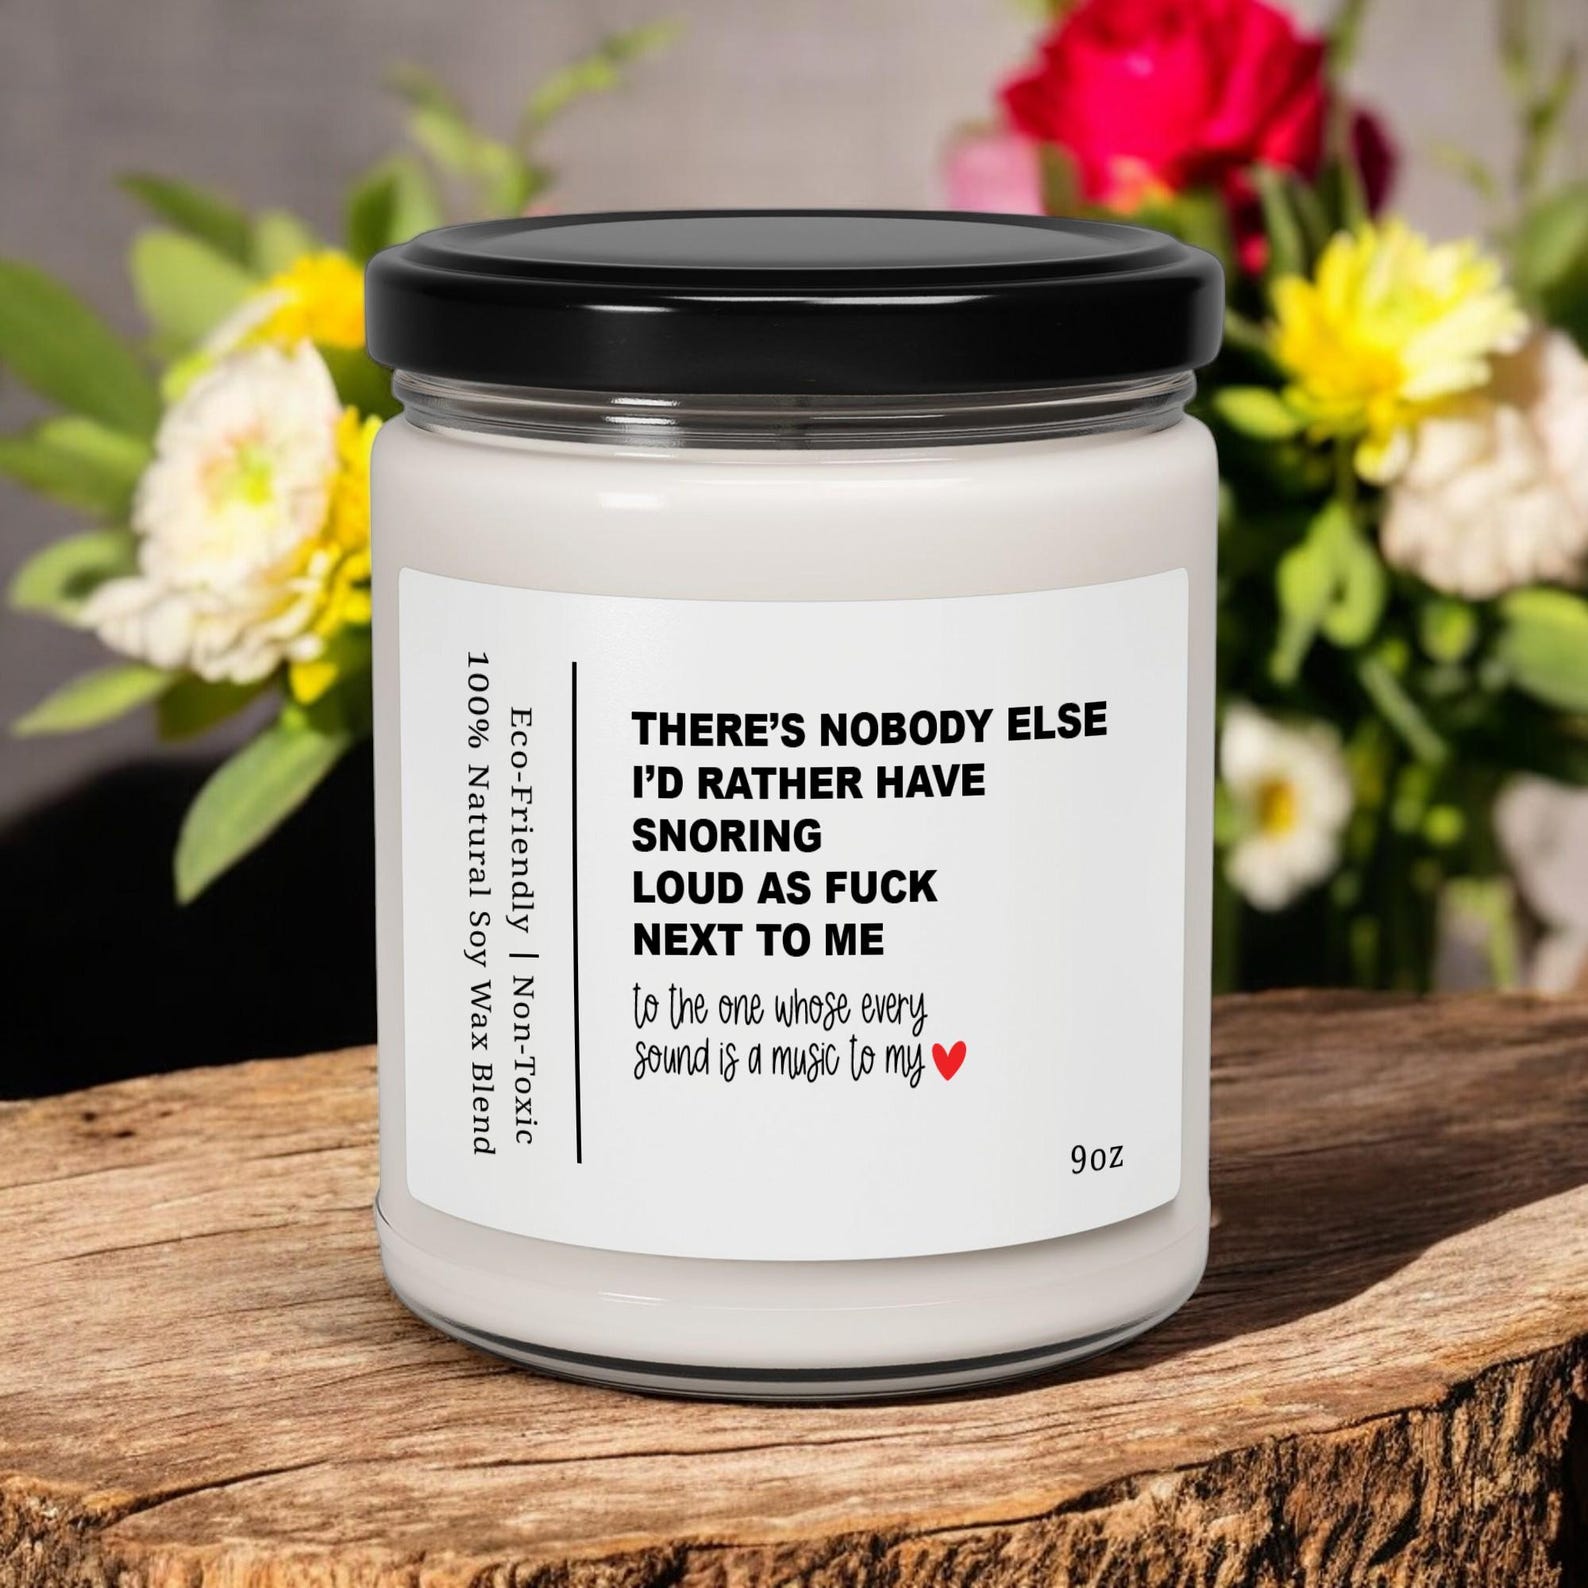 100% Natural Soy Wax Blend
Eco-Friendly | Non-Toxic
THERE'S NOBODY ELSE
I'D RATHER HAVE
SNORING
LOUD AS FUCK
NEXT TO ME
to the one whose every
sound is a music to my ❤
9oz